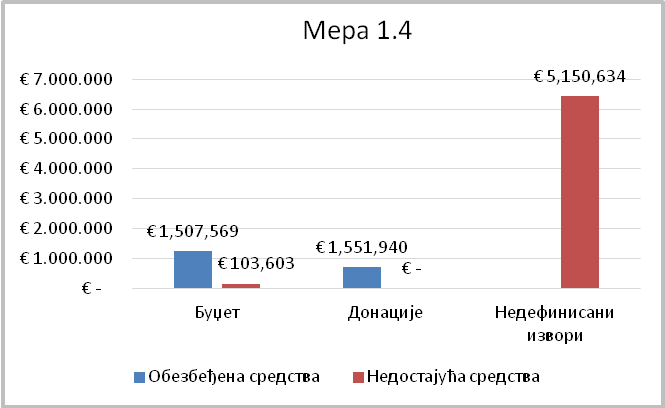 Мера 1.4
€ 7.000.000
€ 6.000.000
€ 5.000.000
€ 4.000.000
€ 3.000.000
€ 2.000.000
€ 1.000.000
€ -
€ 1,507,569
€ 103,603
€ 1,551,940
€ -
€ 5,150,634
Буџет
Донације
Недефинисани
извори
Обезбеђена средства
Недостајућа средства